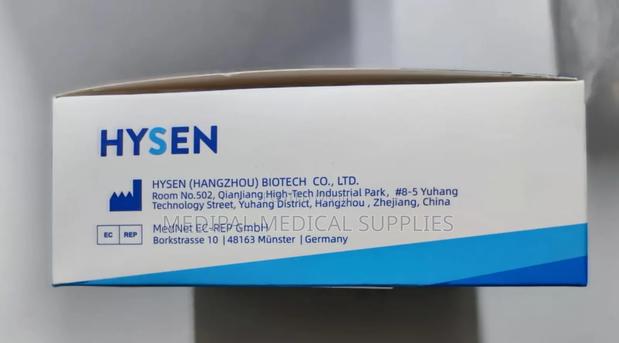 HYSEN
HYSEN (HANGZHOU) BIOTECH CO., LTD.
Room No.502, QianJiang High-Tech Industrial Park, #8-5 Yuhang
Technology Street, Yuhang District, Hangzhou , Zhejiang, China
MEDIPAL MEDICAL SUPPLIES
EC REP
MedNet EC-REP GmbH
Borkstrasse 10 | 48163 Münster | Germany